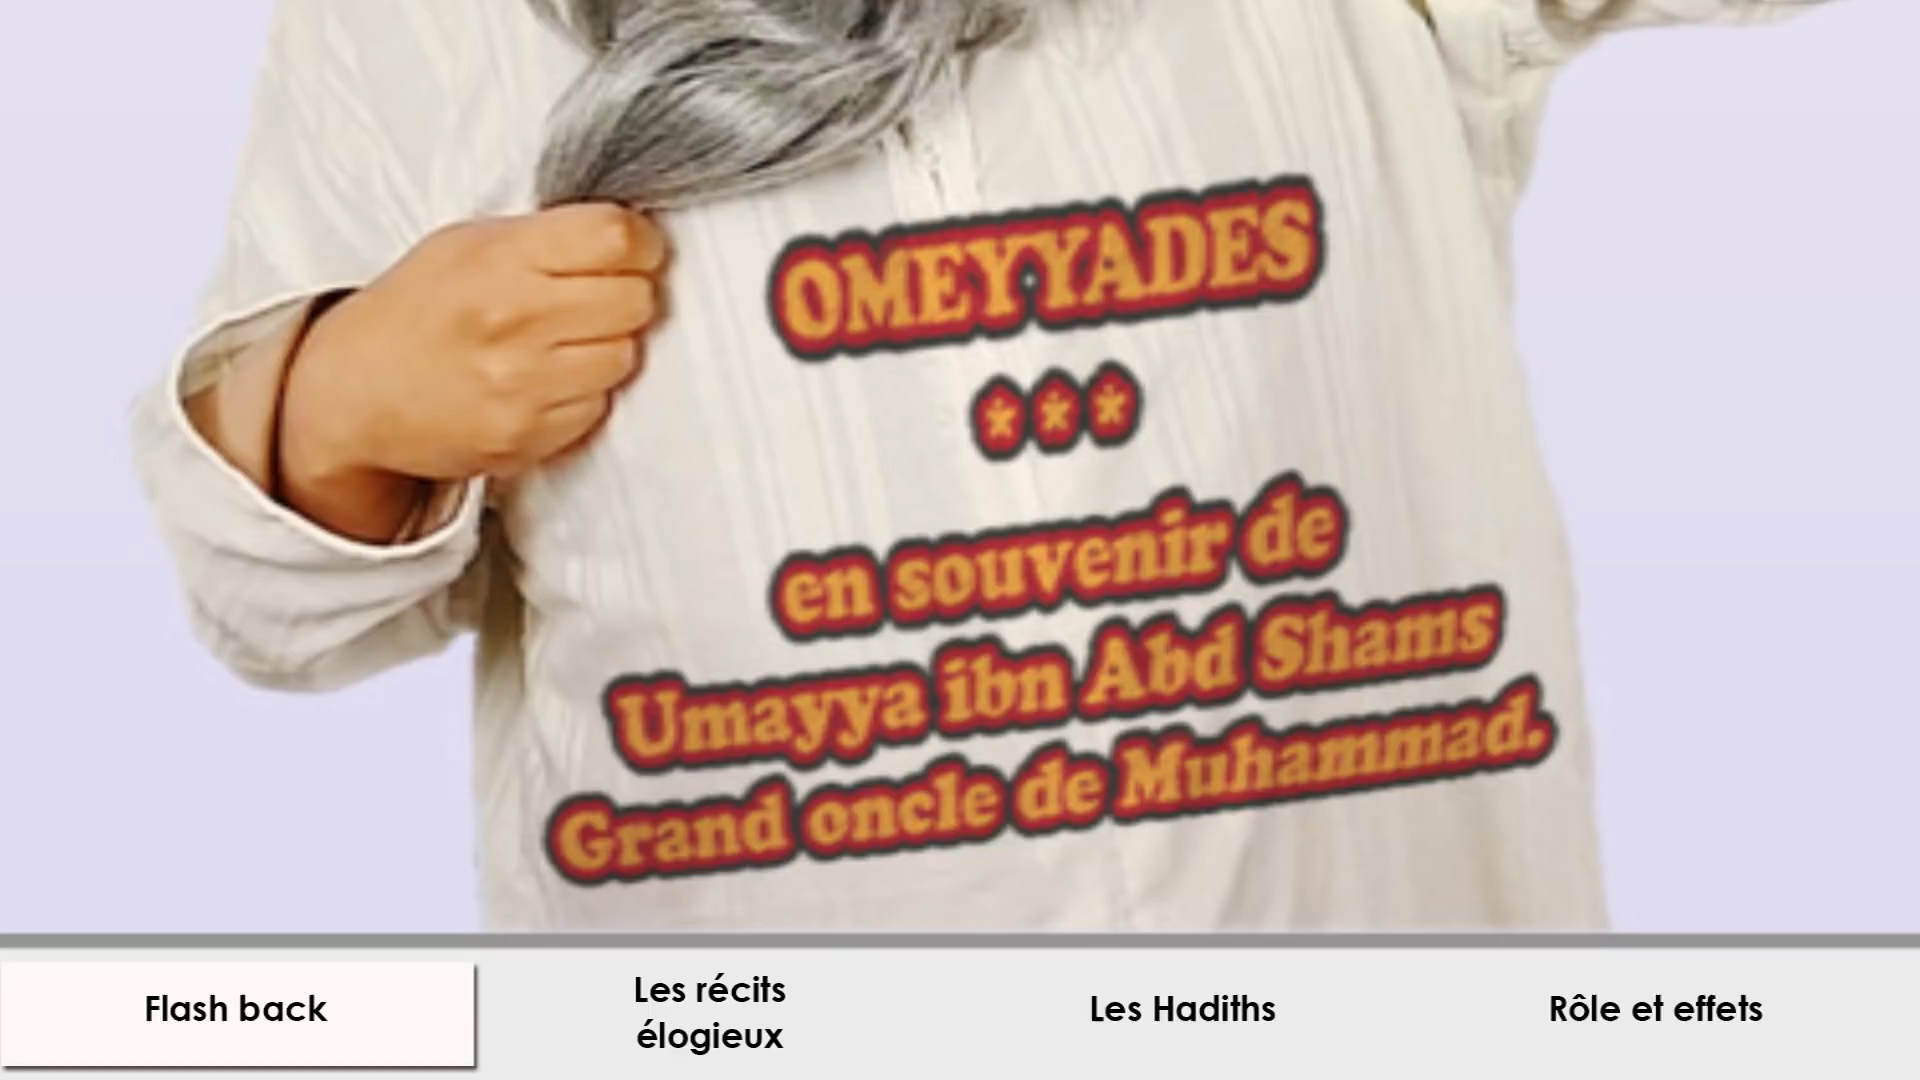 OMEYYADES
***
en souvenir de
Umayya ibn Abd Shams
Grand oncle de Muhammad.
Flash back
Les récits
élogieux
Les Hadiths
Rôle et effets